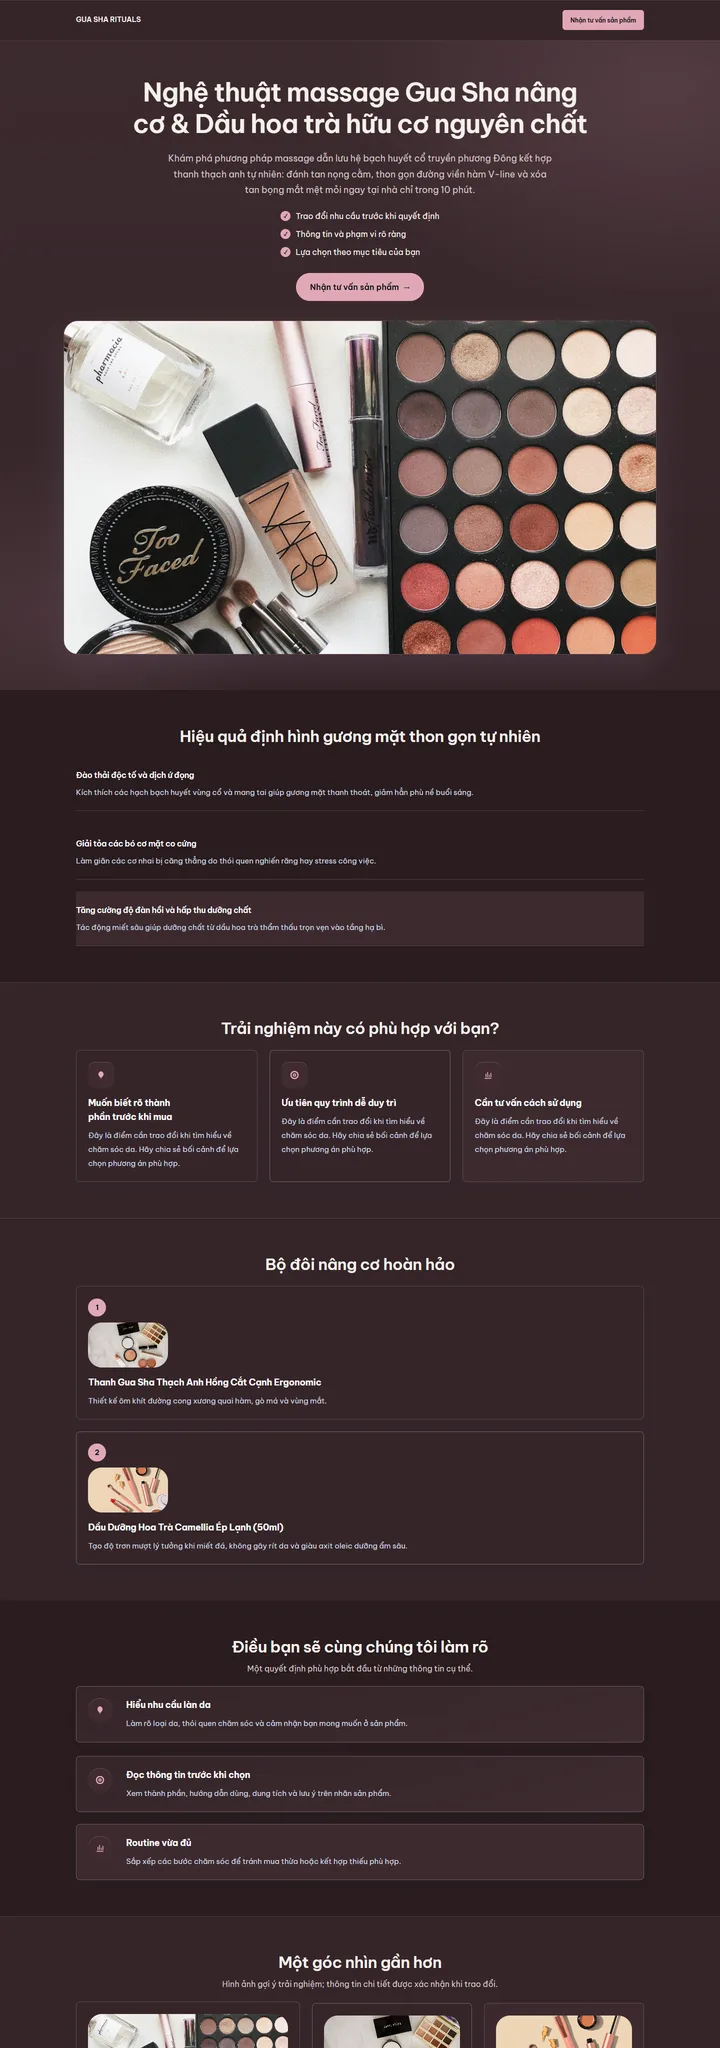 GUA SHA RITUALS
Nhận tư vấn sản phẩm
Nghệ thuật massage Gua Sha nâng
cơ & Dầu hoa trà hữu cơ nguyên chất
Khám phá phương pháp massage dẫn lưu hệ bạch huyết cổ truyền phương Đông kết hợp
thanh thạch anh tự nhiên: đánh tan nọng cằm, thon gọn đường viền hàm V-line và xóa
tan bọng mắt mệt mỏi ngay tại nhà chỉ trong 10 phút.
✓ Trao đổi nhu cầu trước khi quyết định
✓ Thông tin và phạm vi rõ ràng
✓ Lựa chọn theo mục tiêu của bạn
Nhận tư vấn sản phẩm →
pharmacie
Too Faced
NARS
Too
Faced
Hiệu quả định hình gương mặt thon gọn tự nhiên
Đào thải độc tố và dịch ứ đọng
Kích thích các hạch bạch huyết vùng cổ và mang tai giúp gương mặt thanh thoát, giảm hẳn phù nề buổi sáng.
Giải tỏa các bó cơ mặt co cứng
Làm giãn các cơ nhai bị căng thẳng do thói quen nghiến răng hay stress công việc.
Tăng cường độ đàn hồi và hấp thu dưỡng chất
Tác động miết sâu giúp dưỡng chất từ dầu hoa trà thẩm thấu trọn vẹn vào tầng hạ bì.
Trải nghiệm này có phù hợp với bạn?
Muốn biết rõ thành
phần trước khi mua
Đây là điểm cần trao đổi khi tìm hiểu về
chăm sóc da. Hãy chia sẻ bối cảnh để lựa
chọn phương án phù hợp.
Ưu tiên quy trình dễ duy trì
Đây là điểm cần trao đổi khi tìm hiểu về
chăm sóc da. Hãy chia sẻ bối cảnh để lựa
chọn phương án phù hợp.
Cần tư vấn cách sử dụng
Đây là điểm cần trao đổi khi tìm hiểu về
chăm sóc da. Hãy chia sẻ bối cảnh để lựa
chọn phương án phù hợp.
Bộ đôi nâng cơ hoàn hảo
1
Thanh Gua Sha Thạch Anh Hồng Cắt Cạnh Ergonomic
Thiết kế ôm khít đường cong xương quai hàm, gò má và vùng mắt.
2
Dầu Dưỡng Hoa Trà Camellia Ép Lạnh (50ml)
Tạo độ trơn mượt lý tưởng khi miết đá, không gây rít da và giàu axit oleic dưỡng ẩm sâu.
Điều bạn sẽ cùng chúng tôi làm rõ
Một quyết định phù hợp bắt đầu từ những thông tin cụ thể.
Hiểu nhu cầu làn da
Làm rõ loại da, thói quen chăm sóc và cảm nhận bạn mong muốn ở sản phẩm.
Đọc thông tin trước khi chọn
Xem thành phần, hướng dẫn dùng, dung tích và lưu ý trên nhãn sản phẩm.
Routine vừa đủ
Sắp xếp các bước chăm sóc để tránh mua thừa hoặc kết hợp thiếu phù hợp.
Một góc nhìn gần hơn
Hình ảnh gợi ý trải nghiệm; thông tin chi tiết được xác nhận khi trao đổi.